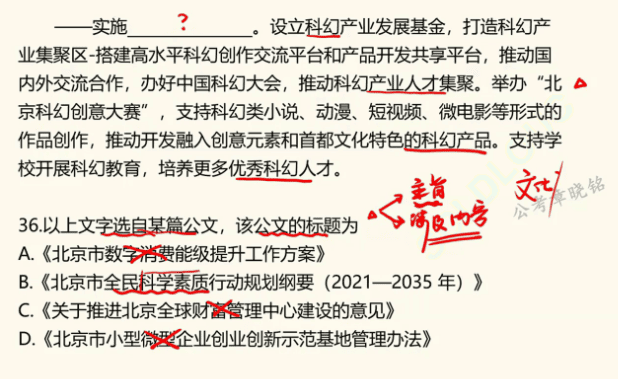 ——实施____________。设立科幻产业发展基金，打造科幻产
？
业集聚区-搭建高水平科幻创作交流平台和产品开发共享平台，推动国
内外交流合作，办好中国科幻大会，推动科幻产业人才集聚。举办“北
京科幻创意大赛”，支持科幻类小说、动漫、短视频、微电影等形式的
作品创作，推动开发融入创意元素和首都文化特色的科幻产品。支持学
校开展科幻教育，培养更多优秀科幻人才。
主旨
文化
公考章晓铭
涉及内容
36.以上文字选自某篇公文，该公文的标题为
A.《北京市数字消费能级提升工作方案》
B.《北京市全民科学素质行动规划纲要（2021—2035 年）》
C.《关于推进北京全球财富管理中心建设的意见》
D.《北京市小型微型企业创业创新示范基地管理办法》